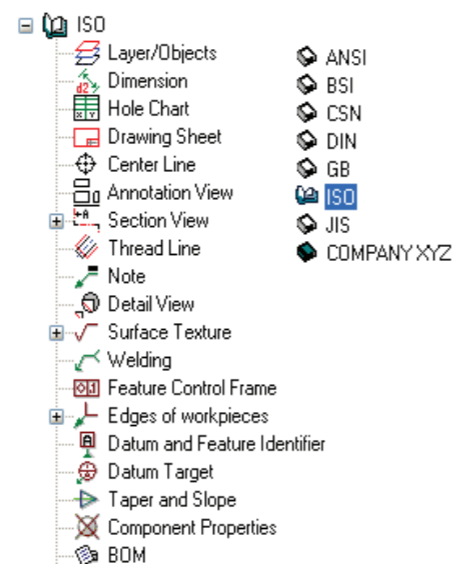 ISO
Layer/Objects
Dimension
Hole Chart
Drawing Sheet
Center Line
Annotation View
Section View
Thread Line
Note
Detail View
Surface Texture
Welding
Feature Control Frame
Edges of workpieces
Datum and Feature Identifier
Datum Target
Taper and Slope
Component Properties
BOM
ANSI
BSI
CSN
DIN
GB
ISO
JIS
COMPANY XYZ